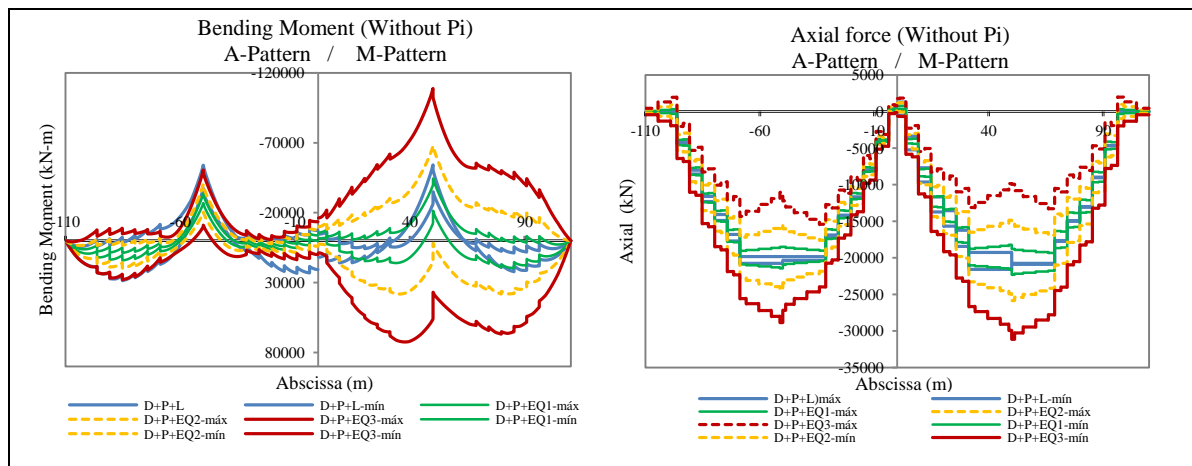 Bending Moment (Without Pi)
A-Pattern / M-Pattern
-120000
-70000
-20000
30000
80000
-110 -60 -10 40 90
Bending Moment (kN-m)
Abscissa (m)
D+P+L D+P+L-mín D+P+EQ1-máx
D+P+EQ2-máx D+P+EQ3-máx D+P+EQ1-mín
D+P+EQ2-mín D+P+EQ3-mín
Axial force (Without Pi)
A-Pattern / M-Pattern
5000
0
-5000
-10000
-15000
-20000
-25000
-30000
-35000
-110 -60 -10 40 90
Axial (kN)
Abscissa (m)
D+P+L)máx D+P+L-mín
D+P+EQ1-máx D+P+EQ2-máx
D+P+EQ3-máx D+P+EQ1-mín
D+P+EQ2-mín D+P+EQ3-mín